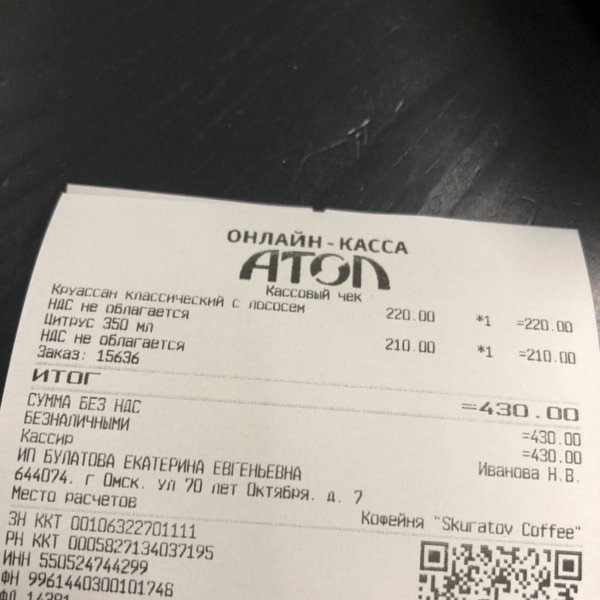 ОНЛАЙН-КАССА
АТОЛ
Кассовый чек
Круассан классический с лососем
НДС не облагается 220.00 *1 =220.00
Цитрус 350 мл
НДС не облагается 210.00 *1 =210.00
Заказ: 15636
ИТОГ =430.00
СУММА БЕЗ НДС =430.00
БЕЗНАЛИЧНЫМИ =430.00
Кассир Иванова Н.В.
ИП БУЛАТОВА ЕКАТЕРИНА ЕВГЕНЬЕВНА
644074, г Омск, ул 70 лет Октября, д. 7
Место расчетов Кофейня "Skuratov Coffee"
ЗН ККТ 00106322701111
РН ККТ 0005827134037195
ИНН 550524744299
ФН 9961440300101748